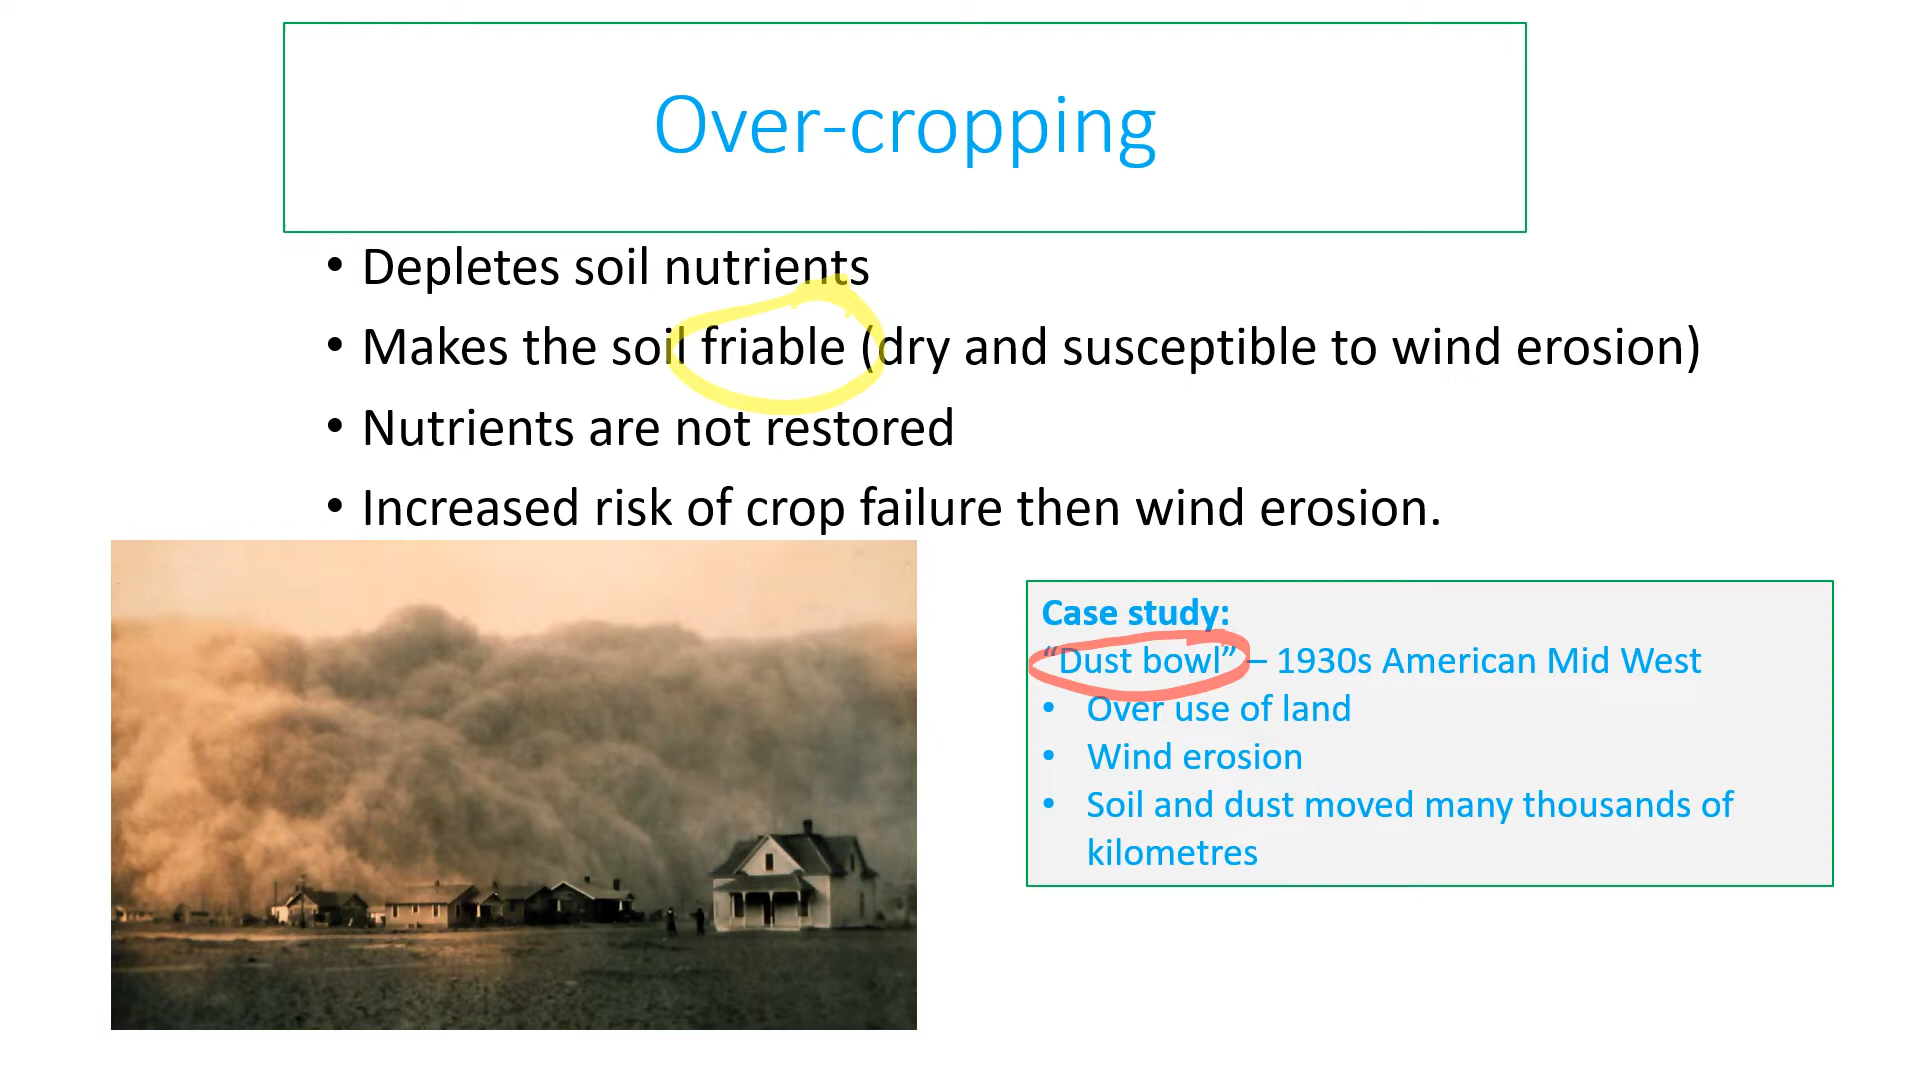 Over-cropping
• Depletes soil nutrients
• Makes the soil friable (dry and susceptible to wind erosion)
• Nutrients are not restored
• Increased risk of crop failure then wind erosion.
Case study:
“Dust bowl” – 1930s American Mid West
• Over use of land
• Wind erosion
• Soil and dust moved many thousands of
kilometres